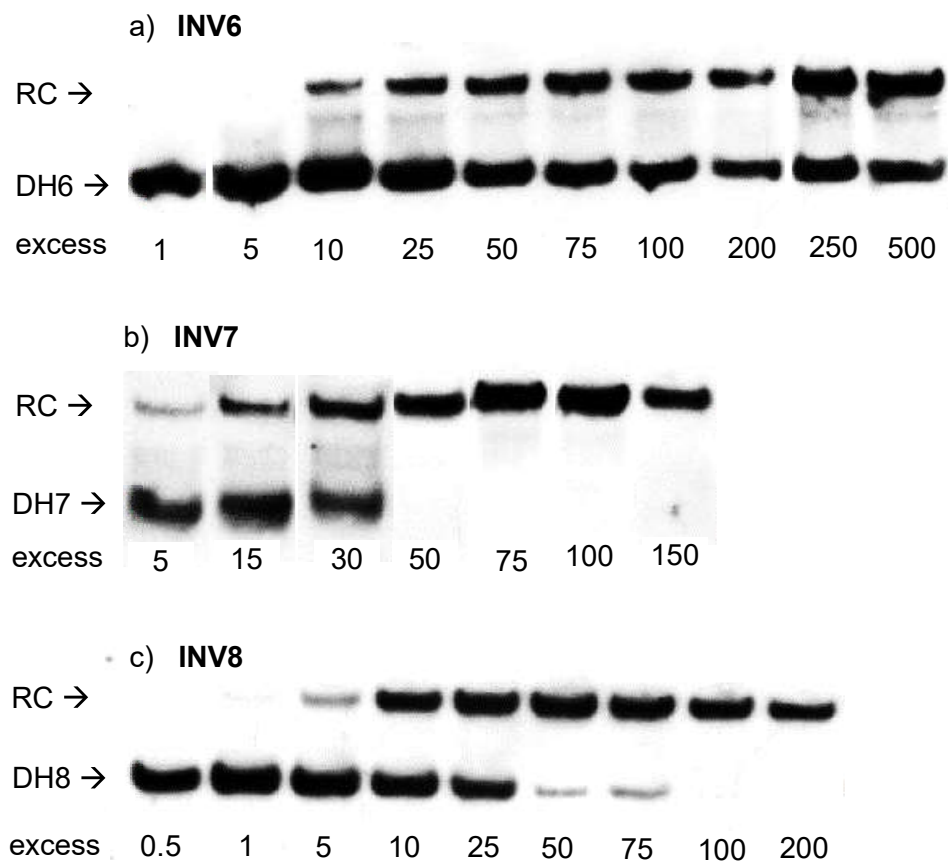 a) INV6
RC →
DH6 →
excess 1 5 10 25 50 75 100 200 250 500
b) INV7
RC →
DH7 →
excess 5 15 30 50 75 100 150
c) INV8
RC →
DH8 →
excess 0.5 1 5 10 25 50 75 100 200